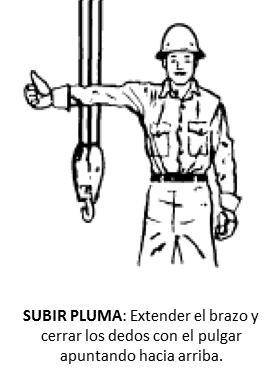 SUBIR PLUMA: Extender el brazo y
cerrar los dedos con el pulgar
apuntando hacia arriba.